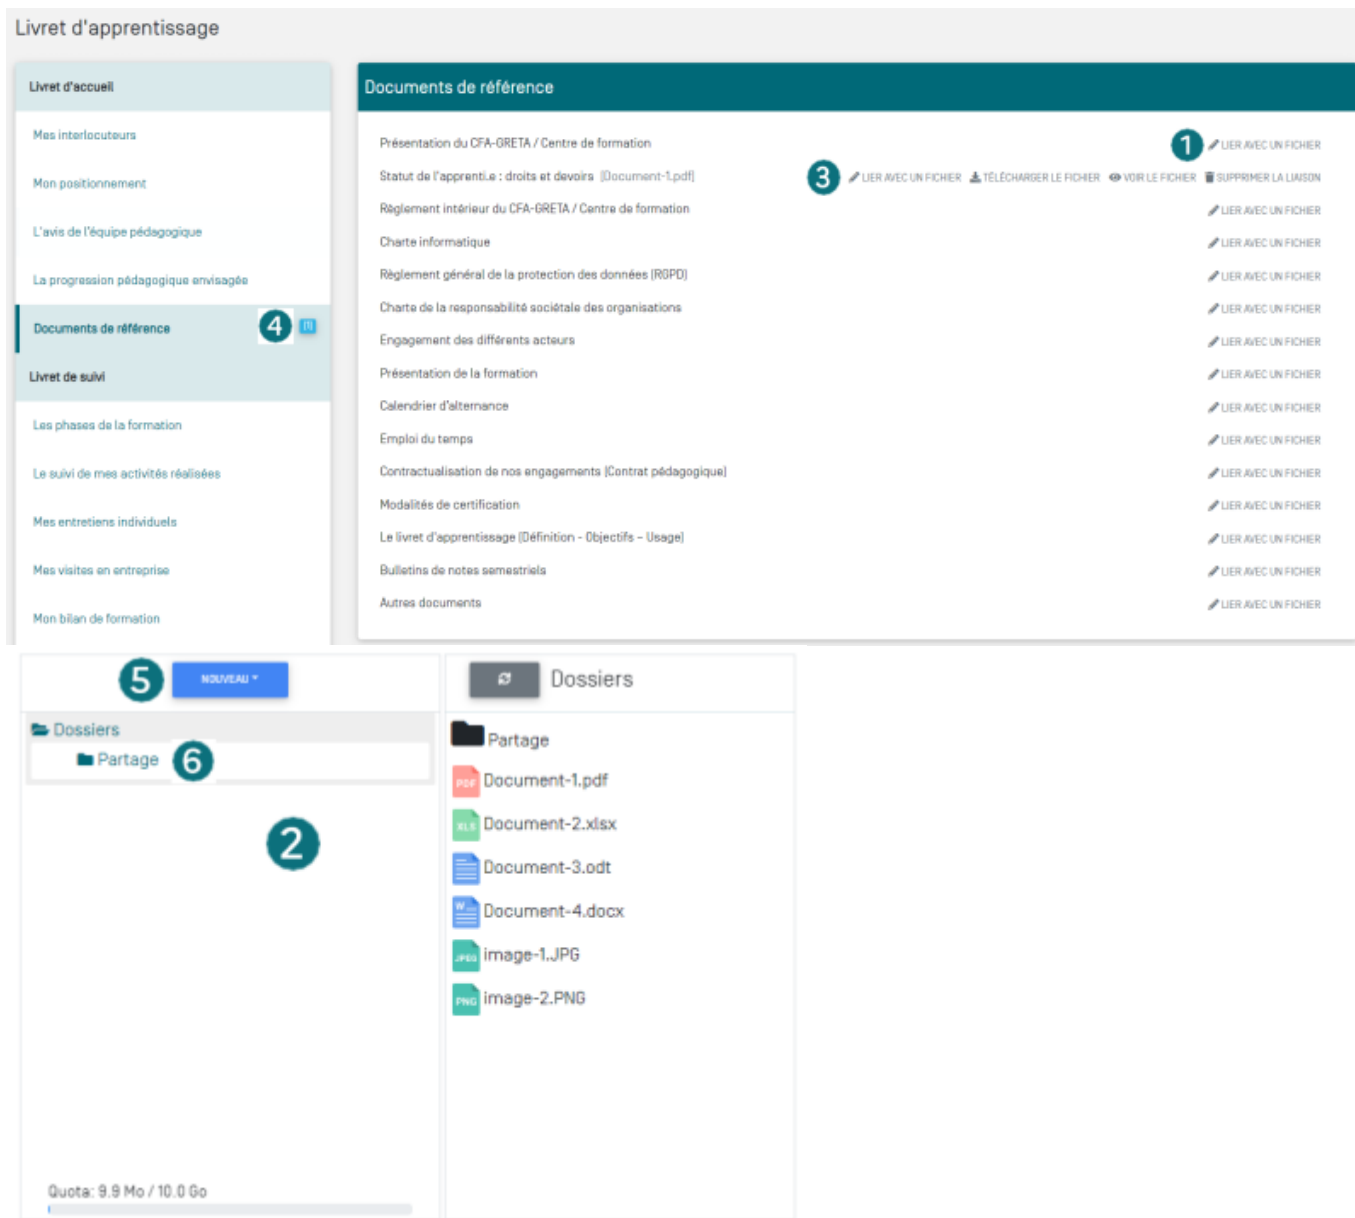 Livret d'apprentissage
Livret d'accueil
Mes interlocuteurs
Mon positionnement
L'avis de l'équipe pédagogique
La progression pédagogique envisagée
Documents de référence 4 [1]
Livret de suivi
Les phases de la formation
Le suivi de mes activités réalisées
Mes entretiens individuels
Mes visites en entreprise
Mon bilan de formation
Documents de référence
Présentation du CFA-GRETA / Centre de formation 1 LIER AVEC UN FICHIER
Statut de l'apprenti.e : droits et devoirs [Document-1.pdf] 3 LIER AVEC UN FICHIER TÉLÉCHARGER LE FICHIER VOIR LE FICHIER SUPPRIMER LA LIAISON
Règlement intérieur du CFA-GRETA / Centre de formation LIER AVEC UN FICHIER
Charte informatique LIER AVEC UN FICHIER
Règlement général de la protection des données (RGPD) LIER AVEC UN FICHIER
Charte de la responsabilité sociétale des organisations LIER AVEC UN FICHIER
Engagement des différents acteurs LIER AVEC UN FICHIER
Présentation de la formation LIER AVEC UN FICHIER
Calendrier d'alternance LIER AVEC UN FICHIER
Emploi du temps LIER AVEC UN FICHIER
Contractualisation de nos engagements (Contrat pédagogique) LIER AVEC UN FICHIER
Modalités de certification LIER AVEC UN FICHIER
Le livret d'apprentissage (Définition - Objectifs – Usage) LIER AVEC UN FICHIER
Bulletins de notes semestriels LIER AVEC UN FICHIER
Autres documents LIER AVEC UN FICHIER
5 NOUVEAU
Dossiers
Partage 6
2
Quota: 9.9 Mo / 10.0 Go
Dossiers
Partage
PDF Document-1.pdf
XLS Document-2.xlsx
Document-3.odt
W Document-4.docx
JPEG image-1.JPG
PNG image-2.PNG